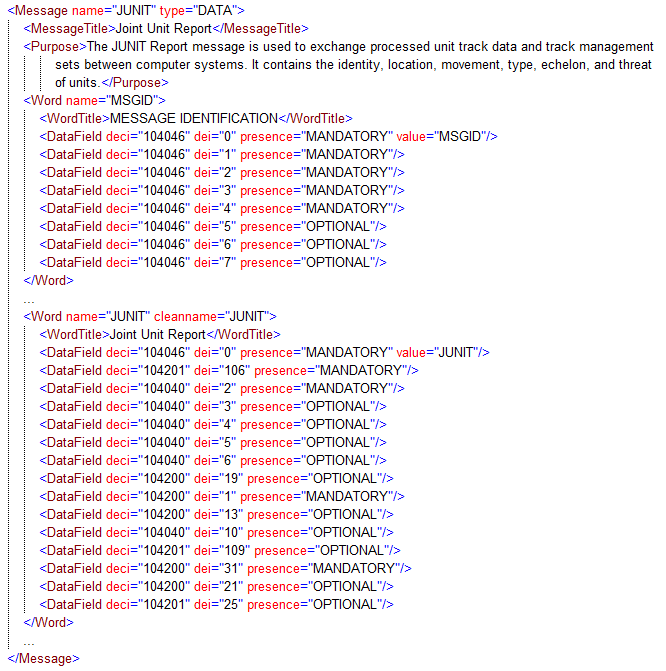 <Message name="JUNIT" type="DATA">
<MessageTitle>Joint Unit Report</MessageTitle>
<Purpose>The JUNIT Report message is used to exchange processed unit track data and track management
sets between computer systems. It contains the identity, location, movement, type, echelon, and threat
of units.</Purpose>
<Word name="MSGID">
<WordTitle>MESSAGE IDENTIFICATION</WordTitle>
<DataField deci="104046" dei="0" presence="MANDATORY" value="MSGID"/>
<DataField deci="104046" dei="1" presence="MANDATORY"/>
<DataField deci="104046" dei="2" presence="MANDATORY"/>
<DataField deci="104046" dei="3" presence="MANDATORY"/>
<DataField deci="104046" dei="4" presence="MANDATORY"/>
<DataField deci="104046" dei="5" presence="OPTIONAL"/>
<DataField deci="104046" dei="6" presence="OPTIONAL"/>
<DataField deci="104046" dei="7" presence="OPTIONAL"/>
</Word>
...
<Word name="JUNIT" cleanname="JUNIT">
<WordTitle>Joint Unit Report</WordTitle>
<DataField deci="104046" dei="0" presence="MANDATORY" value="JUNIT"/>
<DataField deci="104201" dei="106" presence="MANDATORY"/>
<DataField deci="104040" dei="2" presence="MANDATORY"/>
<DataField deci="104040" dei="3" presence="OPTIONAL"/>
<DataField deci="104040" dei="4" presence="OPTIONAL"/>
<DataField deci="104040" dei="5" presence="OPTIONAL"/>
<DataField deci="104040" dei="6" presence="OPTIONAL"/>
<DataField deci="104200" dei="19" presence="OPTIONAL"/>
<DataField deci="104200" dei="1" presence="MANDATORY"/>
<DataField deci="104200" dei="13" presence="OPTIONAL"/>
<DataField deci="104040" dei="10" presence="OPTIONAL"/>
<DataField deci="104201" dei="109" presence="OPTIONAL"/>
<DataField deci="104200" dei="31" presence="MANDATORY"/>
<DataField deci="104200" dei="21" presence="OPTIONAL"/>
<DataField deci="104201" dei="25" presence="OPTIONAL"/>
</Word>
...
</Message>